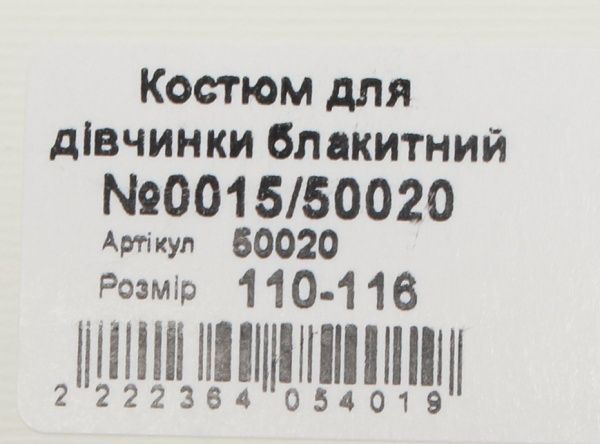 Костюм для
дівчинки блакитний
№0015/50020
Артікул 50020
Розмір 110-116
2 222364 054019